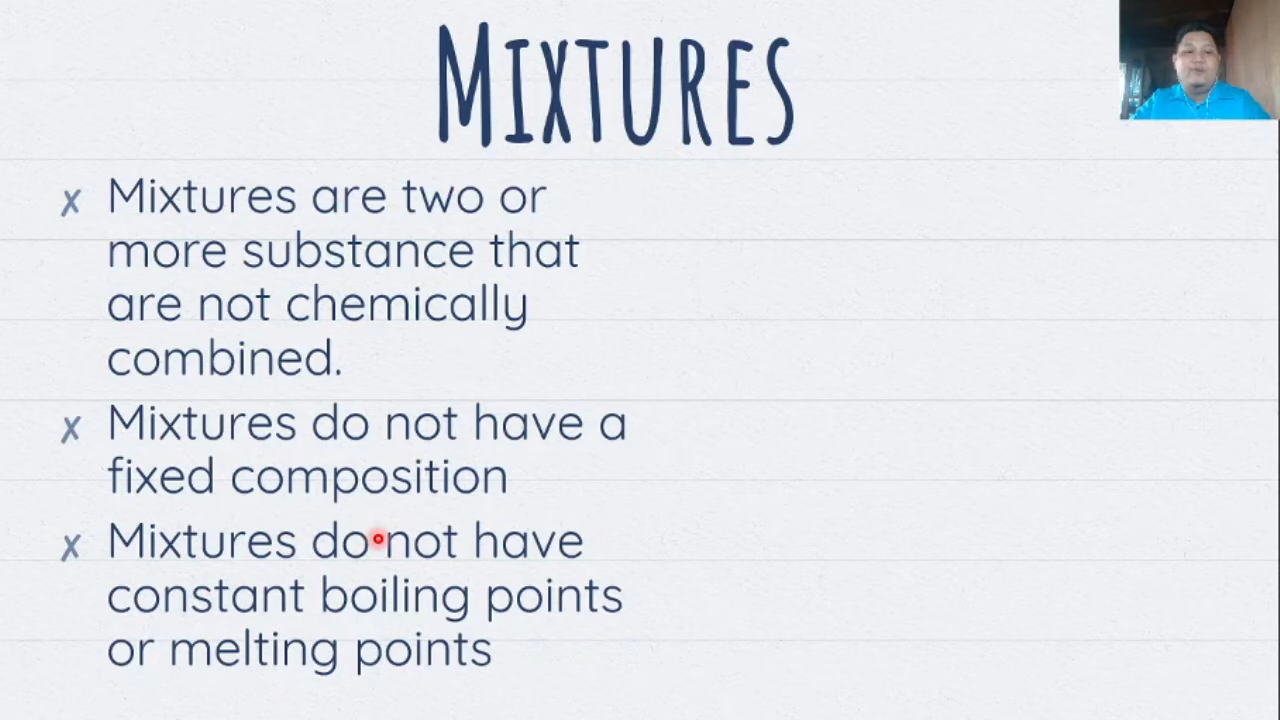 MIXTURES
Mixtures are two or
more substance that
are not chemically
combined.
Mixtures do not have a
fixed composition
Mixtures do not have
constant boiling points
or melting points